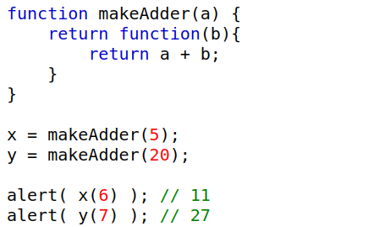 function makeAdder(a) {
    return function(b){
        return a + b;
    }
}

x = makeAdder(5);
y = makeAdder(20);

alert( x(6) ); // 11
alert( y(7) ); // 27